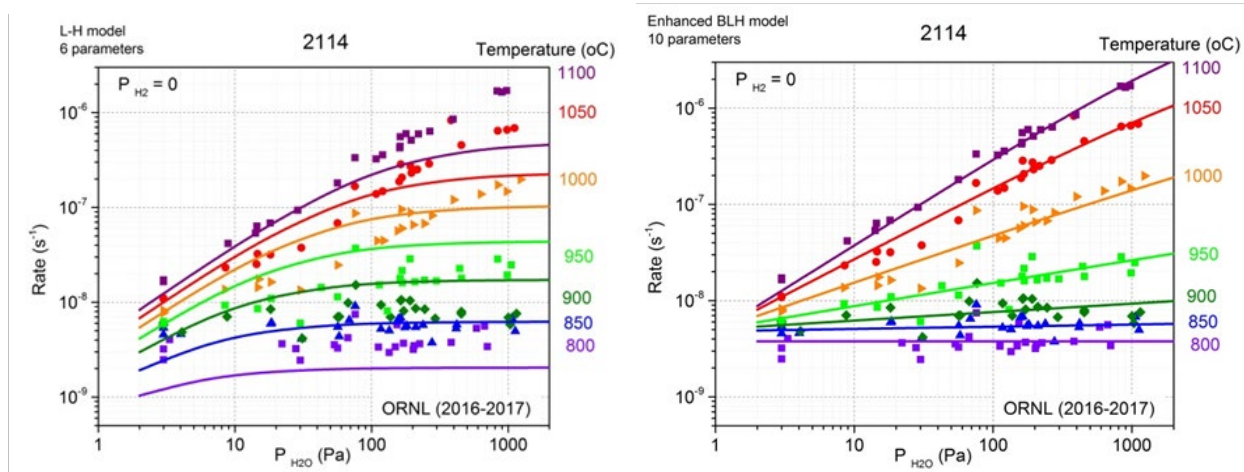 L-H model
6 parameters
2114
Temperature (oC)
P H2 = 0
1100
1050
1000
950
900
850
800
10-6
10-7
10-8
10-9
Rate (s-1)
ORNL (2016-2017)
1
10
100
1000
P H2O (Pa)
Enhanced BLH model
10 parameters
2114
Temperature (oC)
P H2 = 0
1100
1050
1000
950
900
850
800
10-6
10-7
10-8
10-9
Rate (s-1)
ORNL (2016-2017)
1
10
100
1000
P H2O (Pa)